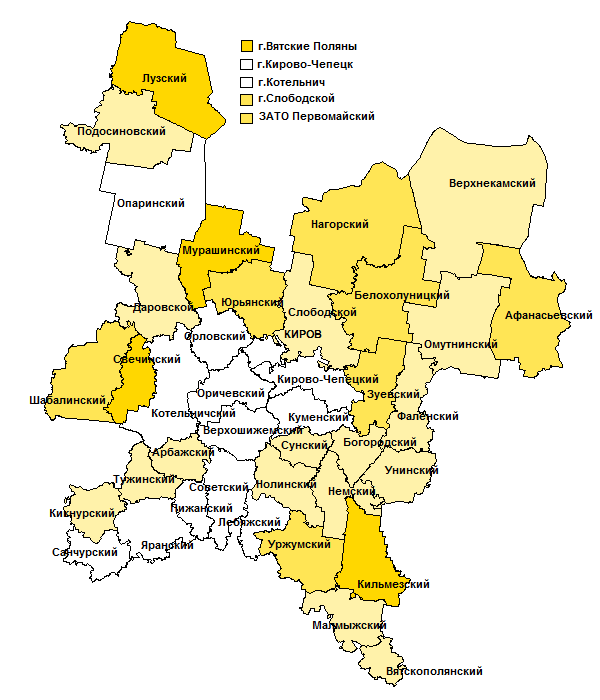 г.Вятские Поляны
г.Кирово-Чепецк
г.Котельнич
г.Слободской
ЗАТО Первомайский
Лузский
Подосиновский
Опаринский
Верхнекамский
Нагорский
Мурашинский
Белохолуницкий
Юрьянский
Даровской
Слободской
Афанасьевский
КИРОВ
Орловский
Омутнинский
Свечинский
Кирово-Чепецкий
Шабалинский
Оричевский
Зуевский
Котельничский
Куменский
Фаленский
Верхошижемский
Сунский
Богородский
Арбажский
Унинский
Тужинский
Советский
Нолинский
Немский
Кикнурский
Пижанский
Лебяжский
Санчурский
Яранский
Уржумский
Кильмезский
Малмыжский
Вятскополянский